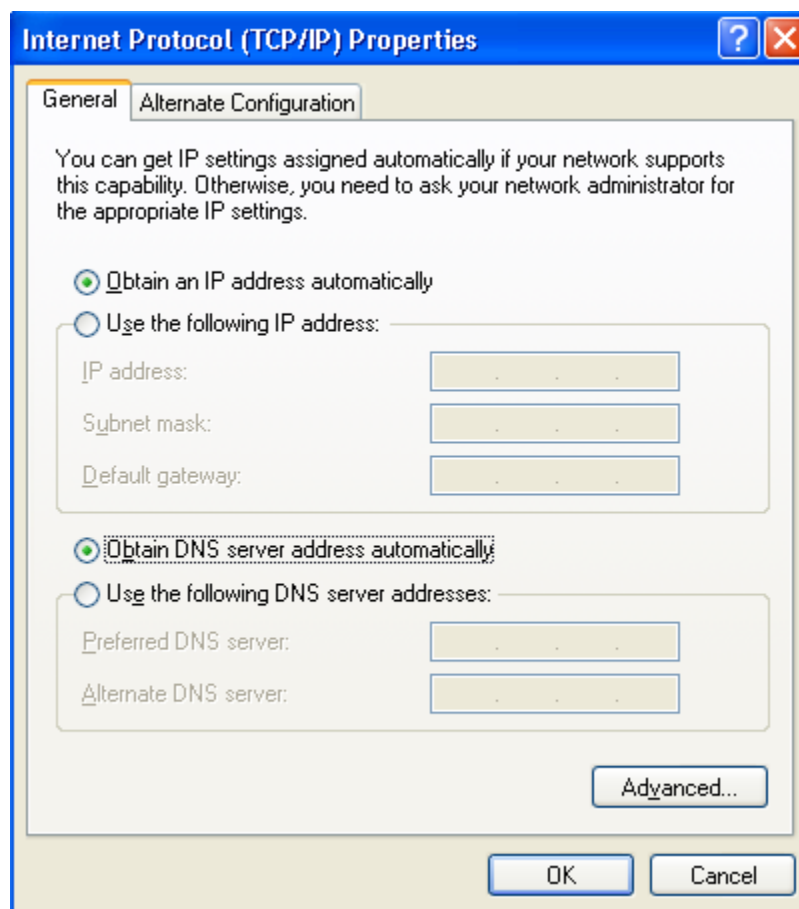 Internet Protocol (TCP/IP) Properties
General
Alternate Configuration
You can get IP settings assigned automatically if your network supports
this capability. Otherwise, you need to ask your network administrator for
the appropriate IP settings.
Obtain an IP address automatically
Use the following IP address:
IP address:
Subnet mask:
Default gateway:
Obtain DNS server address automatically
Use the following DNS server addresses:
Preferred DNS server:
Alternate DNS server:
Advanced...
OK
Cancel